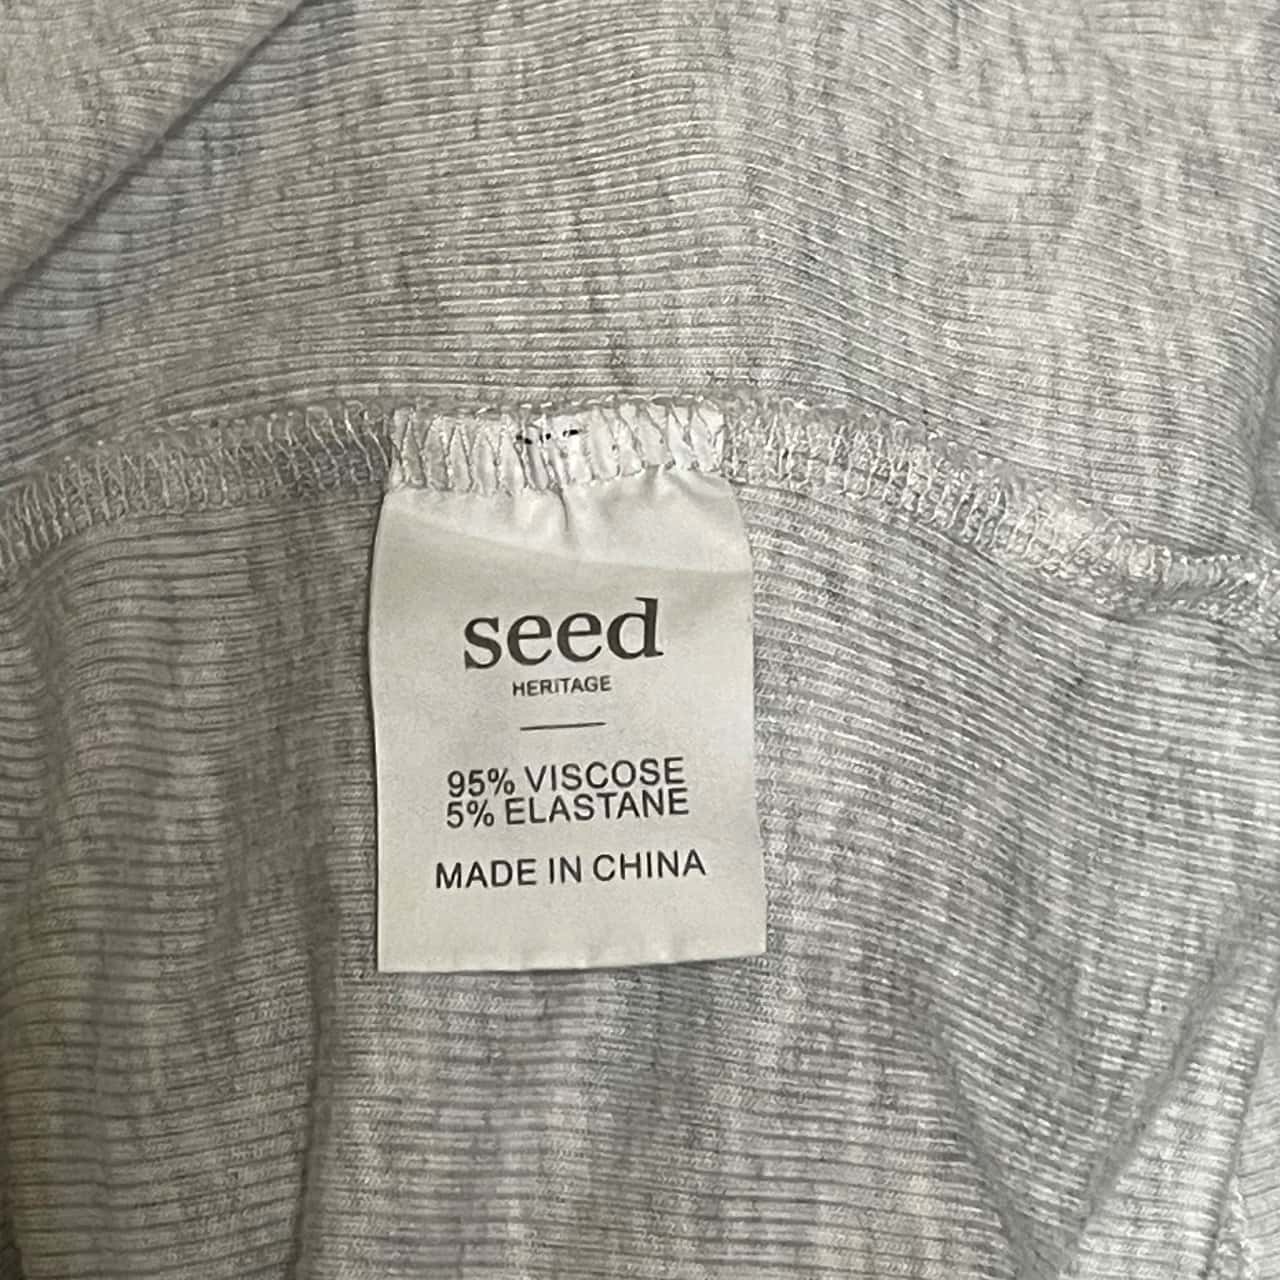 seed
HERITAGE
95% VISCOSE
5% ELASTANE
MADE IN CHINA